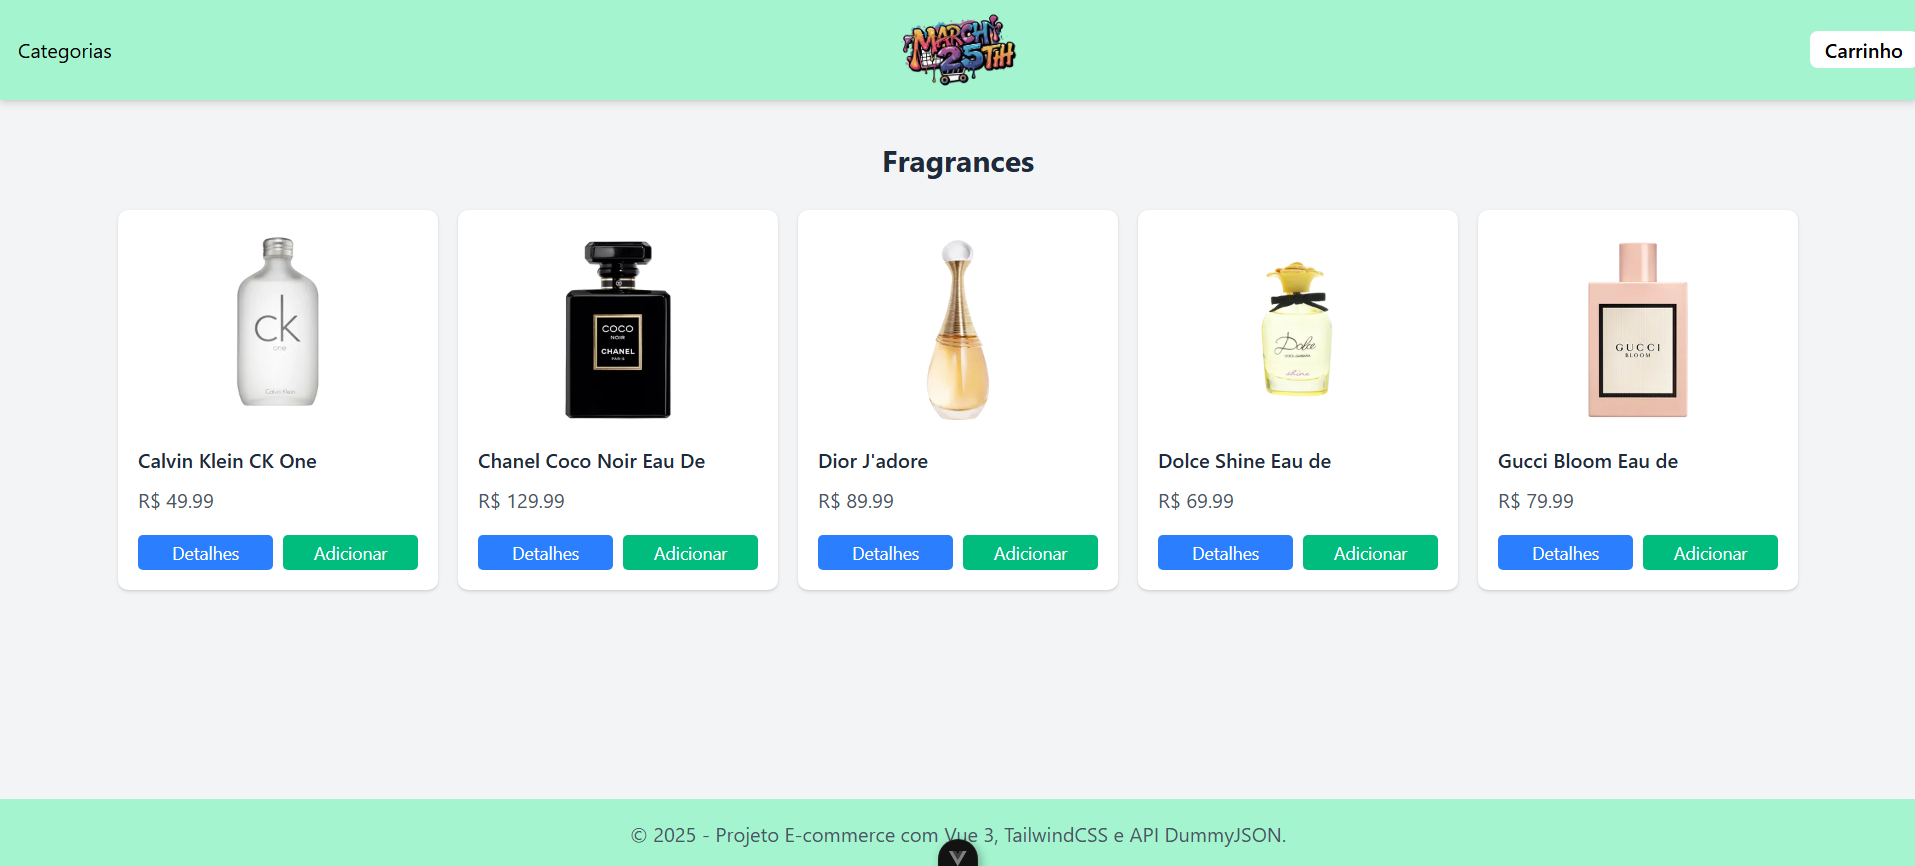 Categorias
MARCH
25TH
Carrinho
Fragrances
ck
one
Calvin Klein
COCO
NOIR
CHANEL
PARIS
Dolce
shine
GUCCI
BLOOM
Calvin Klein CK One
Chanel Coco Noir Eau De
Dior J'adore
Dolce Shine Eau de
Gucci Bloom Eau de
R$ 49.99
R$ 129.99
R$ 89.99
R$ 69.99
R$ 79.99
Detalhes
Adicionar
Detalhes
Adicionar
Detalhes
Adicionar
Detalhes
Adicionar
Detalhes
Adicionar
© 2025 - Projeto E-commerce com Vue 3, TailwindCSS e API DummyJSON.